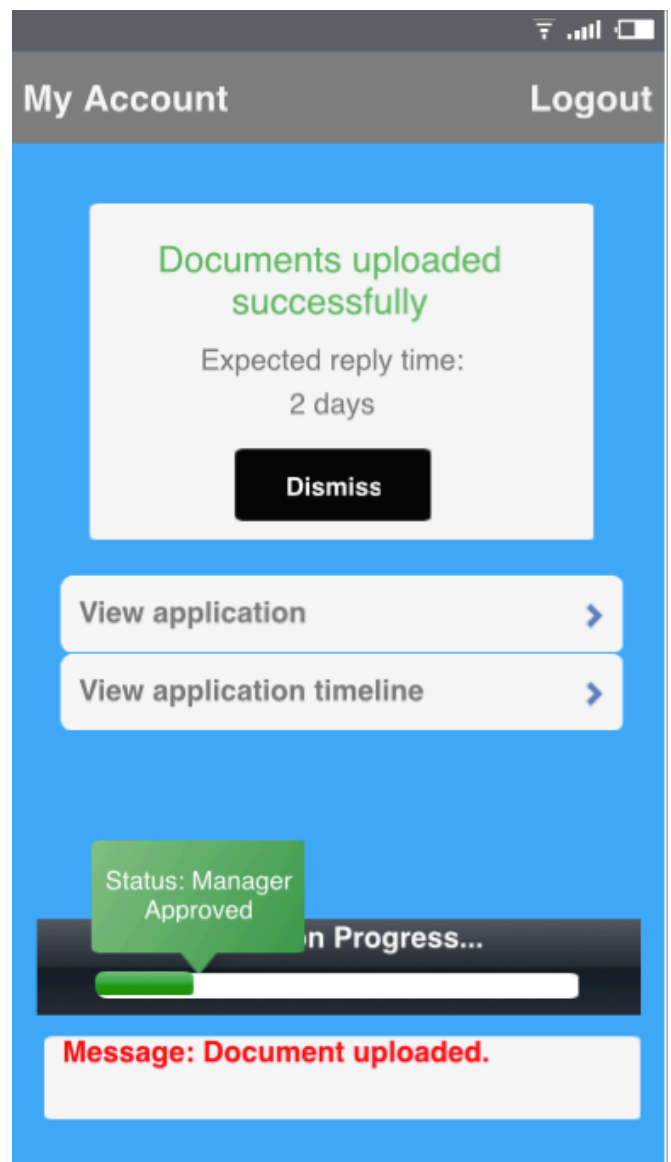 My Account Logout
Documents uploaded
successfully
Expected reply time:
2 days
Dismiss
View application
View application timeline
Status: Manager
Approved
Progress...
Message: Document uploaded.